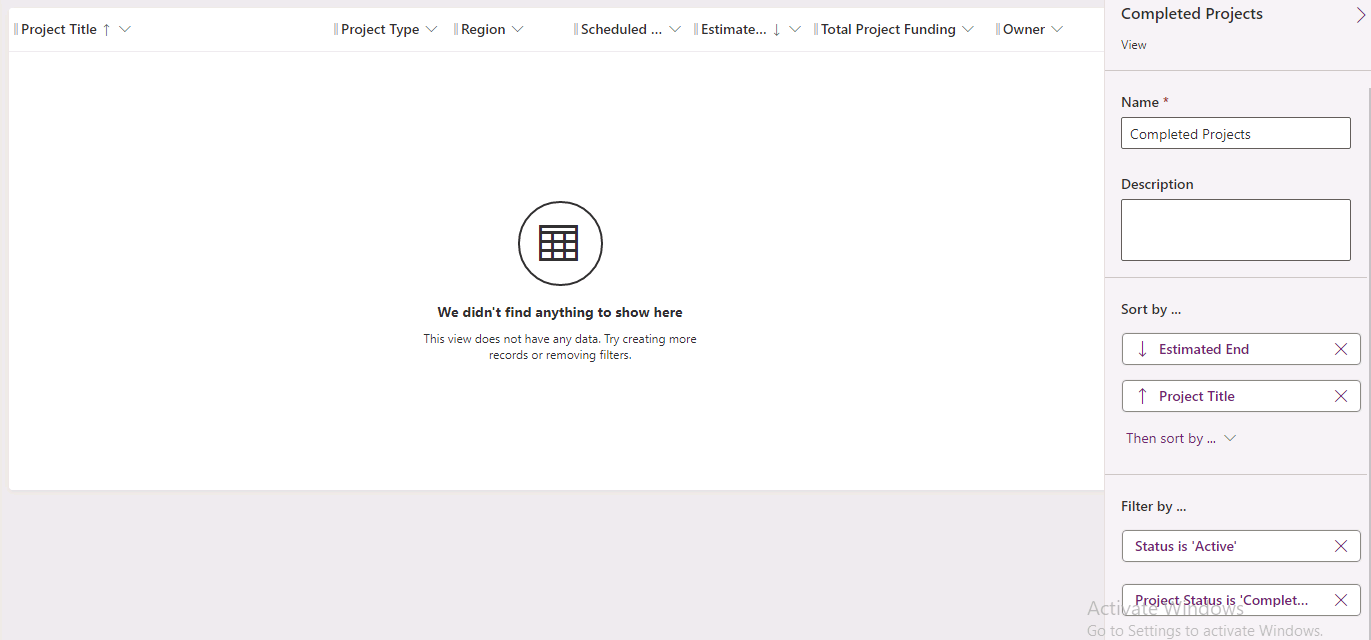 Project Title
Project Type
Region
Scheduled ...
Estimate...
Total Project Funding
Owner
We didn't find anything to show here
This view does not have any data. Try creating more
records or removing filters.
Completed Projects
View
Name *
Completed Projects
Description
Sort by ...
Estimated End
Project Title
Then sort by ...
Filter by ...
Status is 'Active'
Project Status is 'Complet...
Activate Windows
Go to Settings to activate Windows.